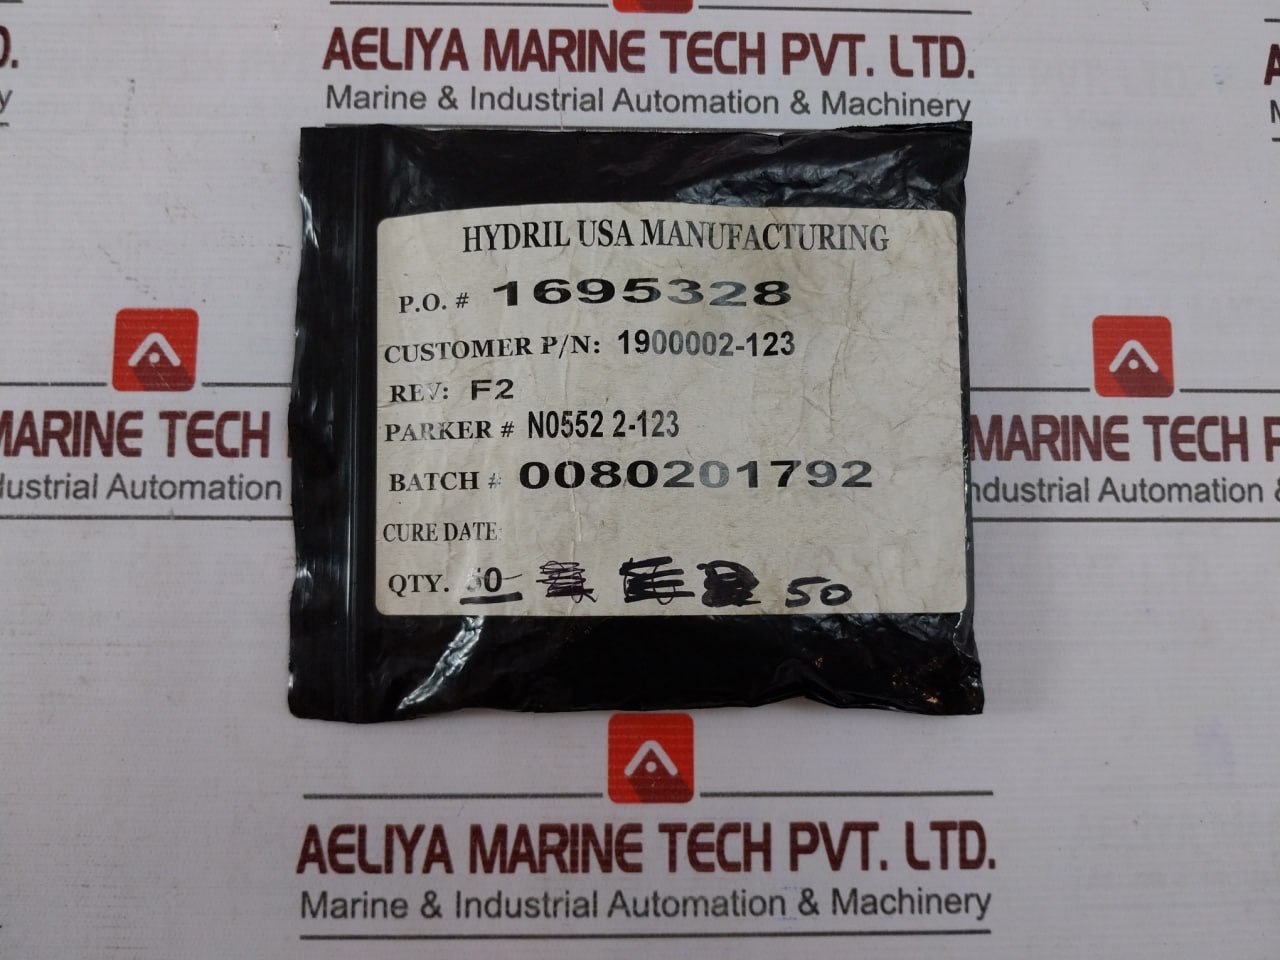 D.
AELIYA MARINE TECH PVT. LTD.
y
Marine & Industrial Automation & Machinery
HYDRIL USA MANUFACTURING
P.O. # 1695328
CUSTOMER P/N: 1900002-123
REV: F2
PARKER # N0552 2-123
BATCH # 0080201792
CURE DATE
QTY. 50 50
MARINE TECH P
dustrial Automation
MARINE TECH P
ndustrial Automation &
AELIYA MARINE TECH PVT. LTD.
Marine & Industrial Automation & Machinery